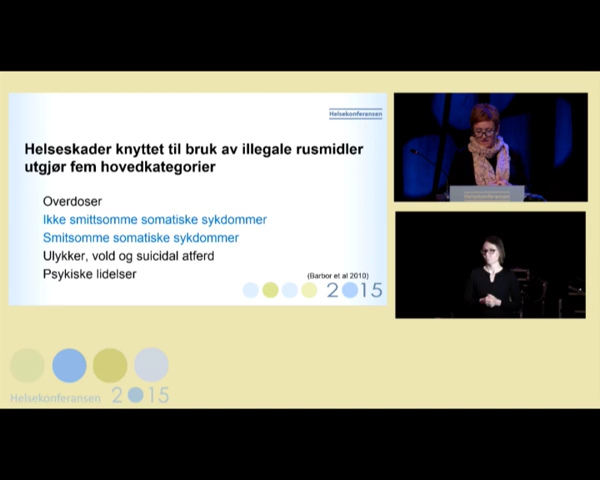 Helsekonferansen
Helseskader knyttet til bruk av illegale rusmidler
utgjør fem hovedkategorier
Overdoser
Ikke smittsomme somatiske sykdommer
Smitsomme somatiske sykdommer
Ulykker, vold og suicidal atferd
Psykiske lidelser
(Barbor et al 2010)
2015
Helsekonferansen
Helsekonferansen 2015